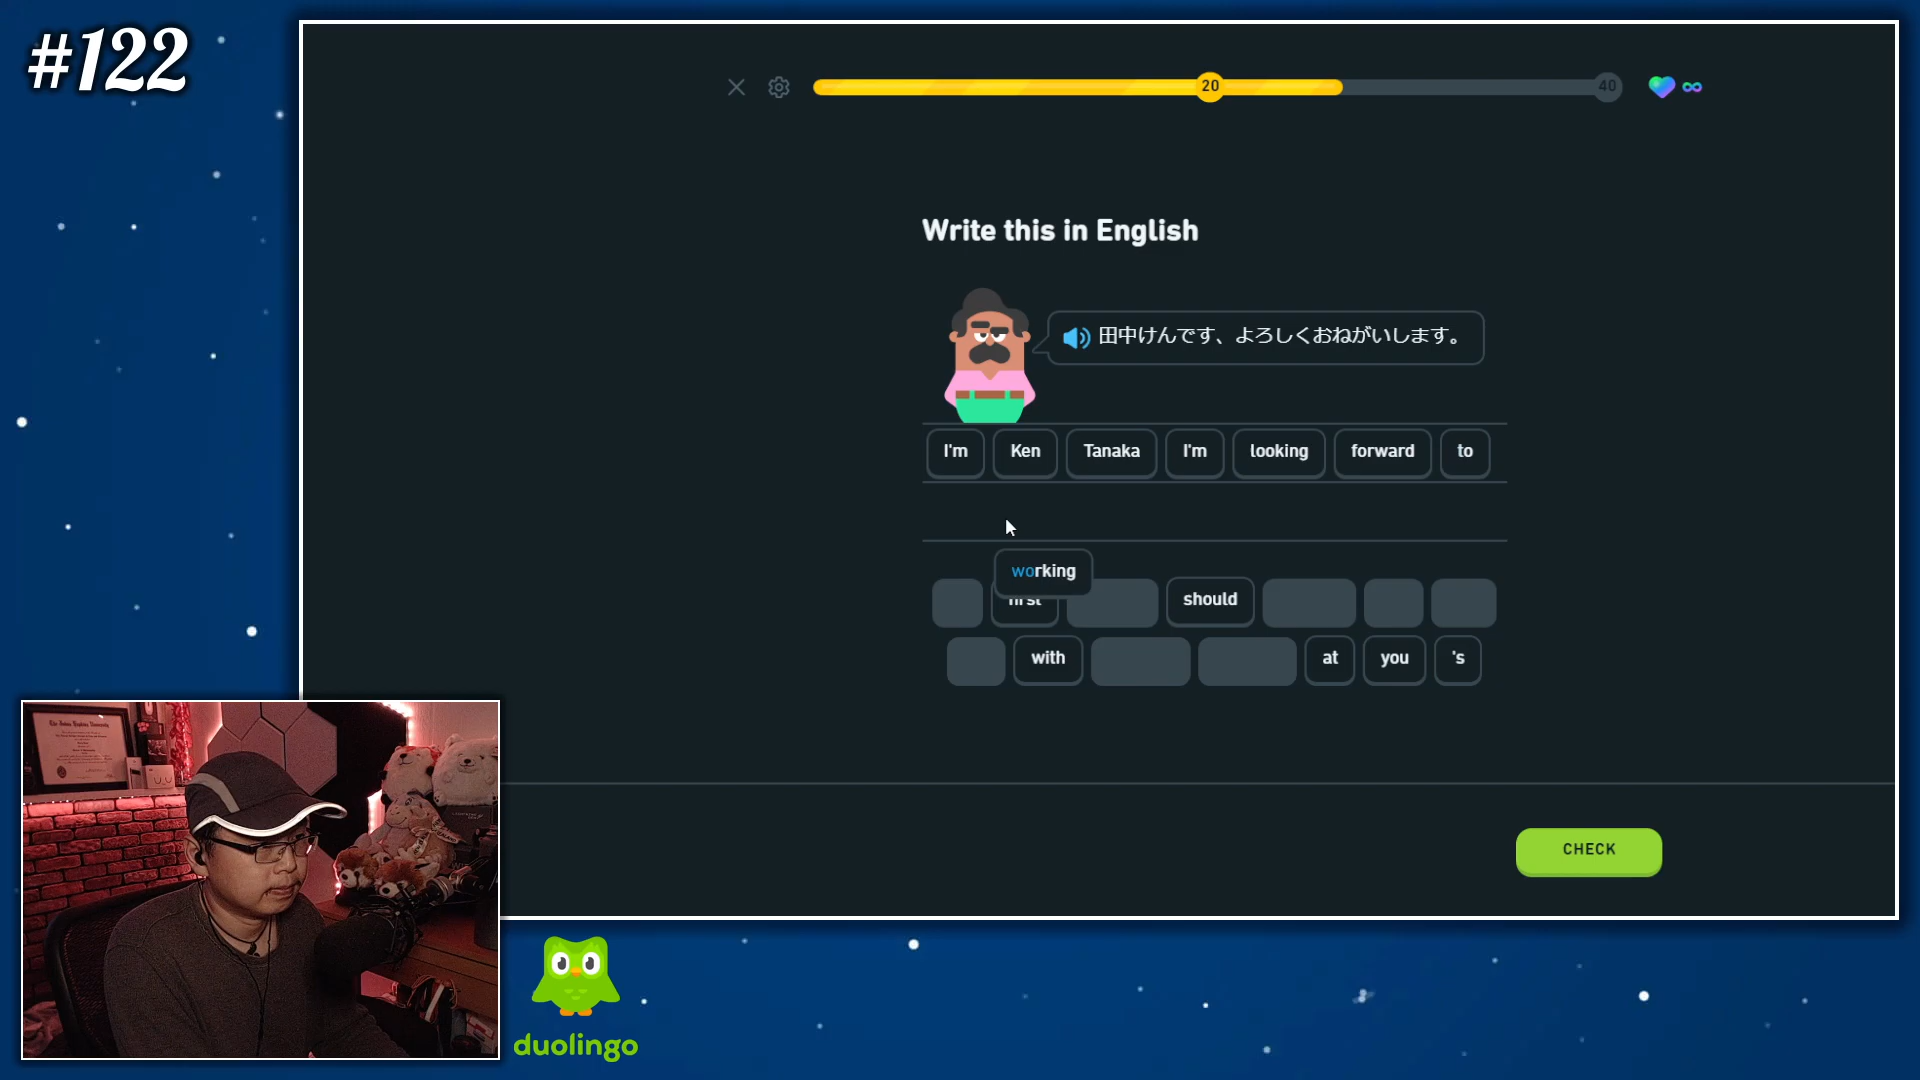 #122
20
40
Write this in English
田中けんです、よろしくおねがいします。
I'm Ken Tanaka I'm looking forward to
working
first should
with at you 's
CHECK
duolingo